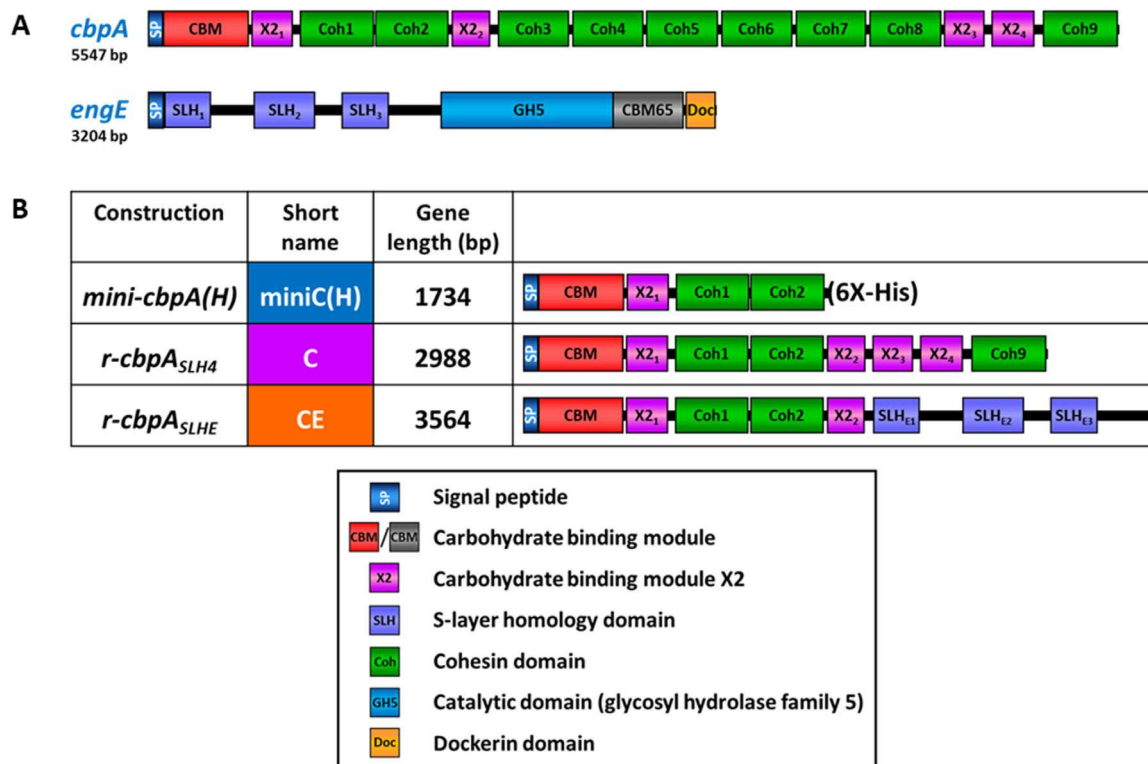 A
cbpA
5547 bp
SP CBM X2₁ Coh1 Coh2 X2₂ Coh3 Coh4 Coh5 Coh6 Coh7 Coh8 X2₃ X2₄ Coh9
engE
3204 bp
SP SLH₁ SLH₂ SLH₃ GH5 CBM65 Doc
B
Construction Short name Gene length (bp)
mini-cbpA(H) miniC(H) 1734 SP CBM X2₁ Coh1 Coh2 (6X-His)
r-cbpA_SLH4 C 2988 SP CBM X2₁ Coh1 Coh2 X2₂ X2₃ X2₄ Coh9
r-cbpA_SLHE CE 3564 SP CBM X2₁ Coh1 Coh2 X2₂ SLH_E1 SLH_E2 SLH_E3
SP Signal peptide
CBM/CBM Carbohydrate binding module
X2 Carbohydrate binding module X2
SLH S-layer homology domain
Coh Cohesin domain
GH5 Catalytic domain (glycosyl hydrolase family 5)
Doc Dockerin domain